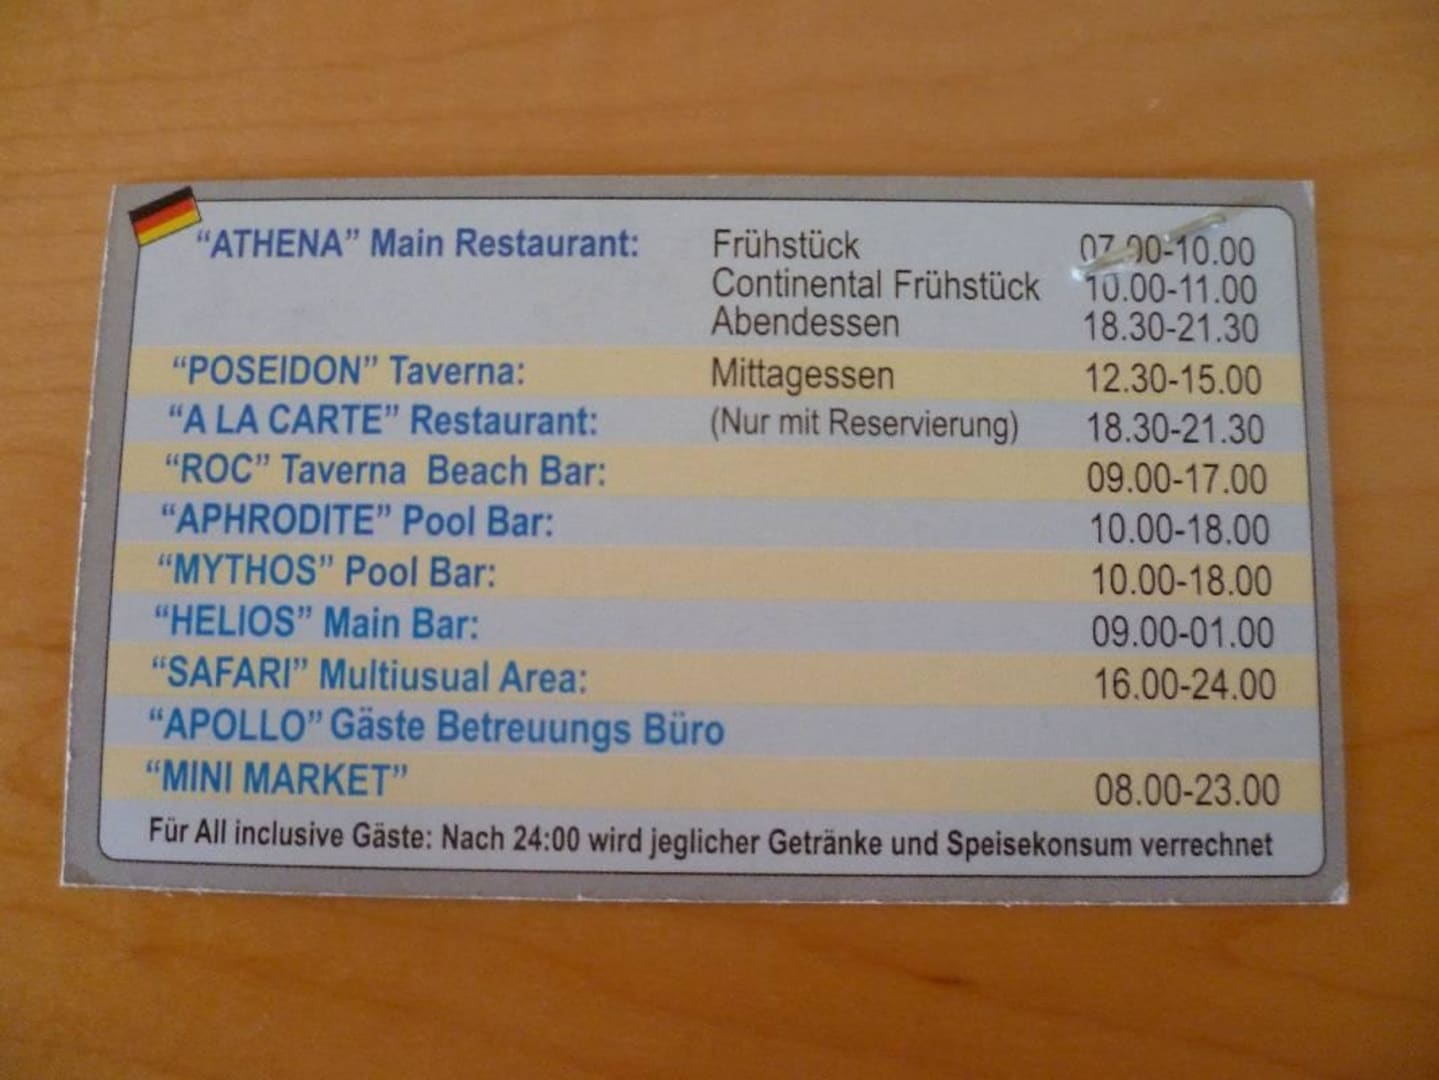 “ATHENA” Main Restaurant: Frühstück 07.00-10.00
Continental Frühstück 10.00-11.00
Abendessen 18.30-21.30
“POSEIDON” Taverna: Mittagessen 12.30-15.00
“A LA CARTE” Restaurant: (Nur mit Reservierung) 18.30-21.30
“ROC” Taverna Beach Bar: 09.00-17.00
“APHRODITE” Pool Bar: 10.00-18.00
“MYTHOS” Pool Bar: 10.00-18.00
“HELIOS” Main Bar: 09.00-01.00
“SAFARI” Multiusual Area: 16.00-24.00
“APOLLO” Gäste Betreuungs Büro
“MINI MARKET” 08.00-23.00
Für All inclusive Gäste: Nach 24:00 wird jeglicher Getränke und Speisekonsum verrechnet